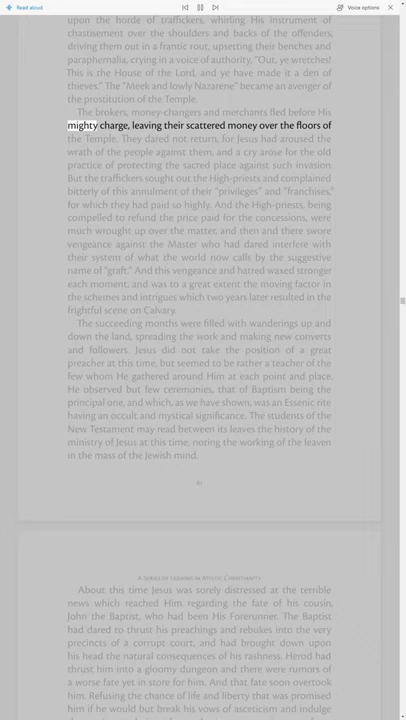 Read aloud
Voice options
upon the horde of traffickers, whirling His instrument of
chastisement over the shoulders and backs of the offenders,
driving them out in a frantic rout, upsetting their benches and
paraphernalia, crying in a voice of authority, "Out, ye wretches!
This is the House of the Lord, and ye have made it a den of
thieves." The "Meek and lowly Nazarene" became an avenger of
the prostitution of the Temple.
The brokers, money-changers and merchants fled before His
mighty charge, leaving their scattered money over the floors of
the Temple. They dared not return, for Jesus had aroused the
wrath of the people against them, and a cry arose for the old
practice of protecting the sacred place against such invasion.
But the traffickers sought out the High-priests and complained
bitterly of this annulment of their "privileges" and "franchises,"
for which they had paid so highly. And the High-priests, being
compelled to refund the price paid for the concessions, were
much wrought up over the matter, and then and there swore
vengeance against the Master who had dared interfere with
their system of what the world now calls by the suggestive
name of "graft." And this vengeance and hatred waxed stronger
each moment, and was to a great extent the moving factor in
the schemes and intrigues which two years later resulted in the
frightful scene on Calvary.
The succeeding months were filled with wanderings up and
down the land, spreading the work and making new converts
and followers. Jesus did not take the position of a great
preacher at this time, but seemed to be rather a teacher of the
few whom He gathered around Him at each point and place.
He observed but few ceremonies, that of Baptism being the
principal one, and which, as we have shown, was an Essenic rite
having an occult and mystical significance. The students of the
New Testament may read between its leaves the history of the
ministry of Jesus at this time, noting the working of the leaven
in the mass of the Jewish mind.
A Series of Lessons in Mystic Christianity
About this time Jesus was sorely distressed at the terrible
news which reached Him regarding the fate of his cousin,
John the Baptist, who had been His Forerunner. The Baptist
had dared to thrust his preachings and rebukes into the very
precincts of a corrupt court, and had brought down upon
his head the natural consequences of his rashness. Herod had
thrust him into a gloomy dungeon and there were rumors of
a worse fate yet in store for him. And that fate soon overtook
him. Refusing the chance of life and liberty that was promised
him if he would but break his vows of asceticism and indulge